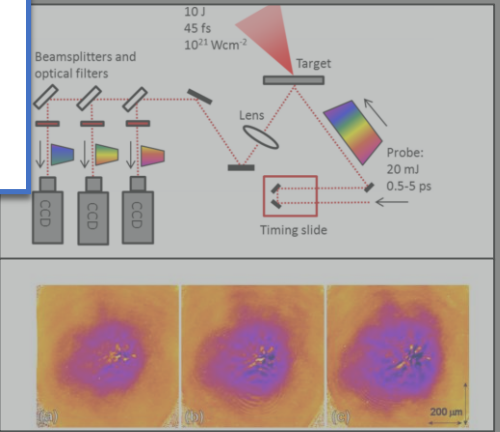 10 J
45 fs
10²¹ Wcm⁻²
Beamsplitters and
optical filters
Target
Lens
Probe:
20 mJ
0.5-5 ps
CCD
CCD
CCD
Timing slide
(a)
(b)
(c)
200 μm